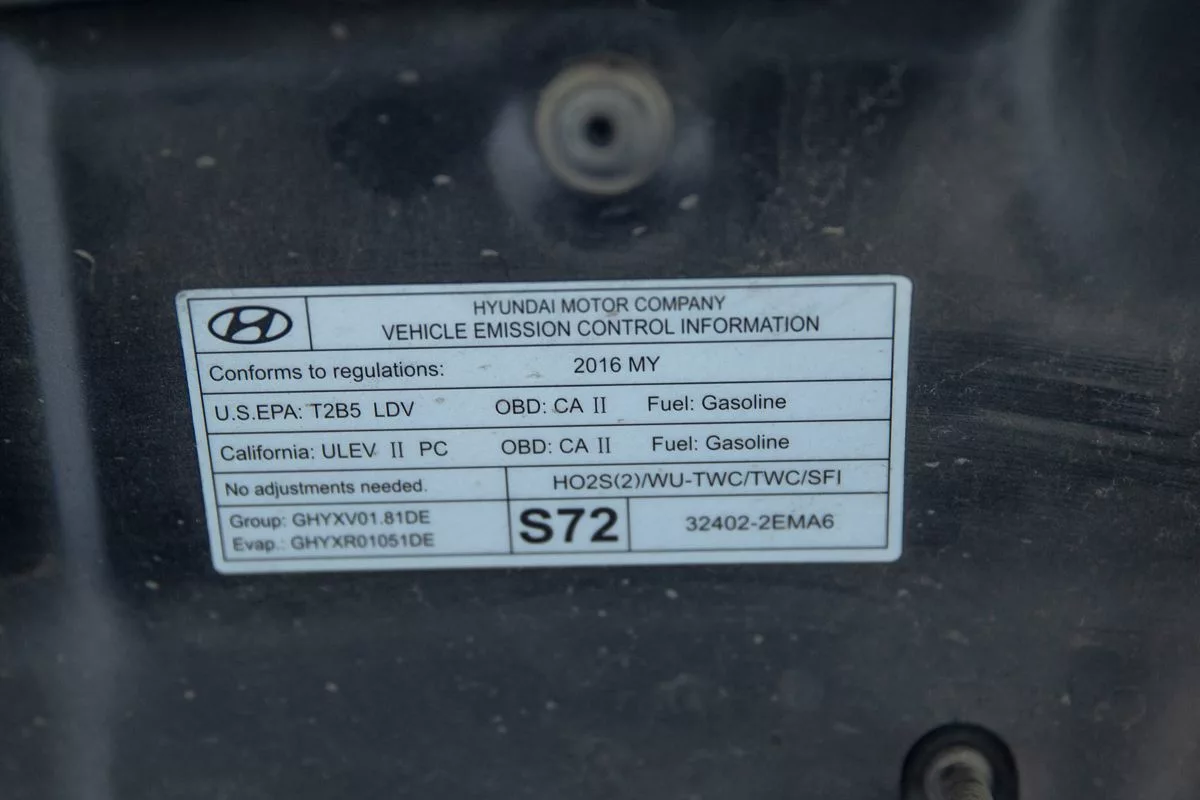 HYUNDAI MOTOR COMPANY
VEHICLE EMISSION CONTROL INFORMATION
Conforms to regulations: 2016 MY
U.S.EPA: T2B5 LDV OBD: CA II Fuel: Gasoline
California: ULEV II PC OBD: CA II Fuel: Gasoline
No adjustments needed. HO2S(2)/WU-TWC/TWC/SFI
Group: GHYXV01.81DE
Evap.: GHYXR01051DE
S72
32402-2EMA6